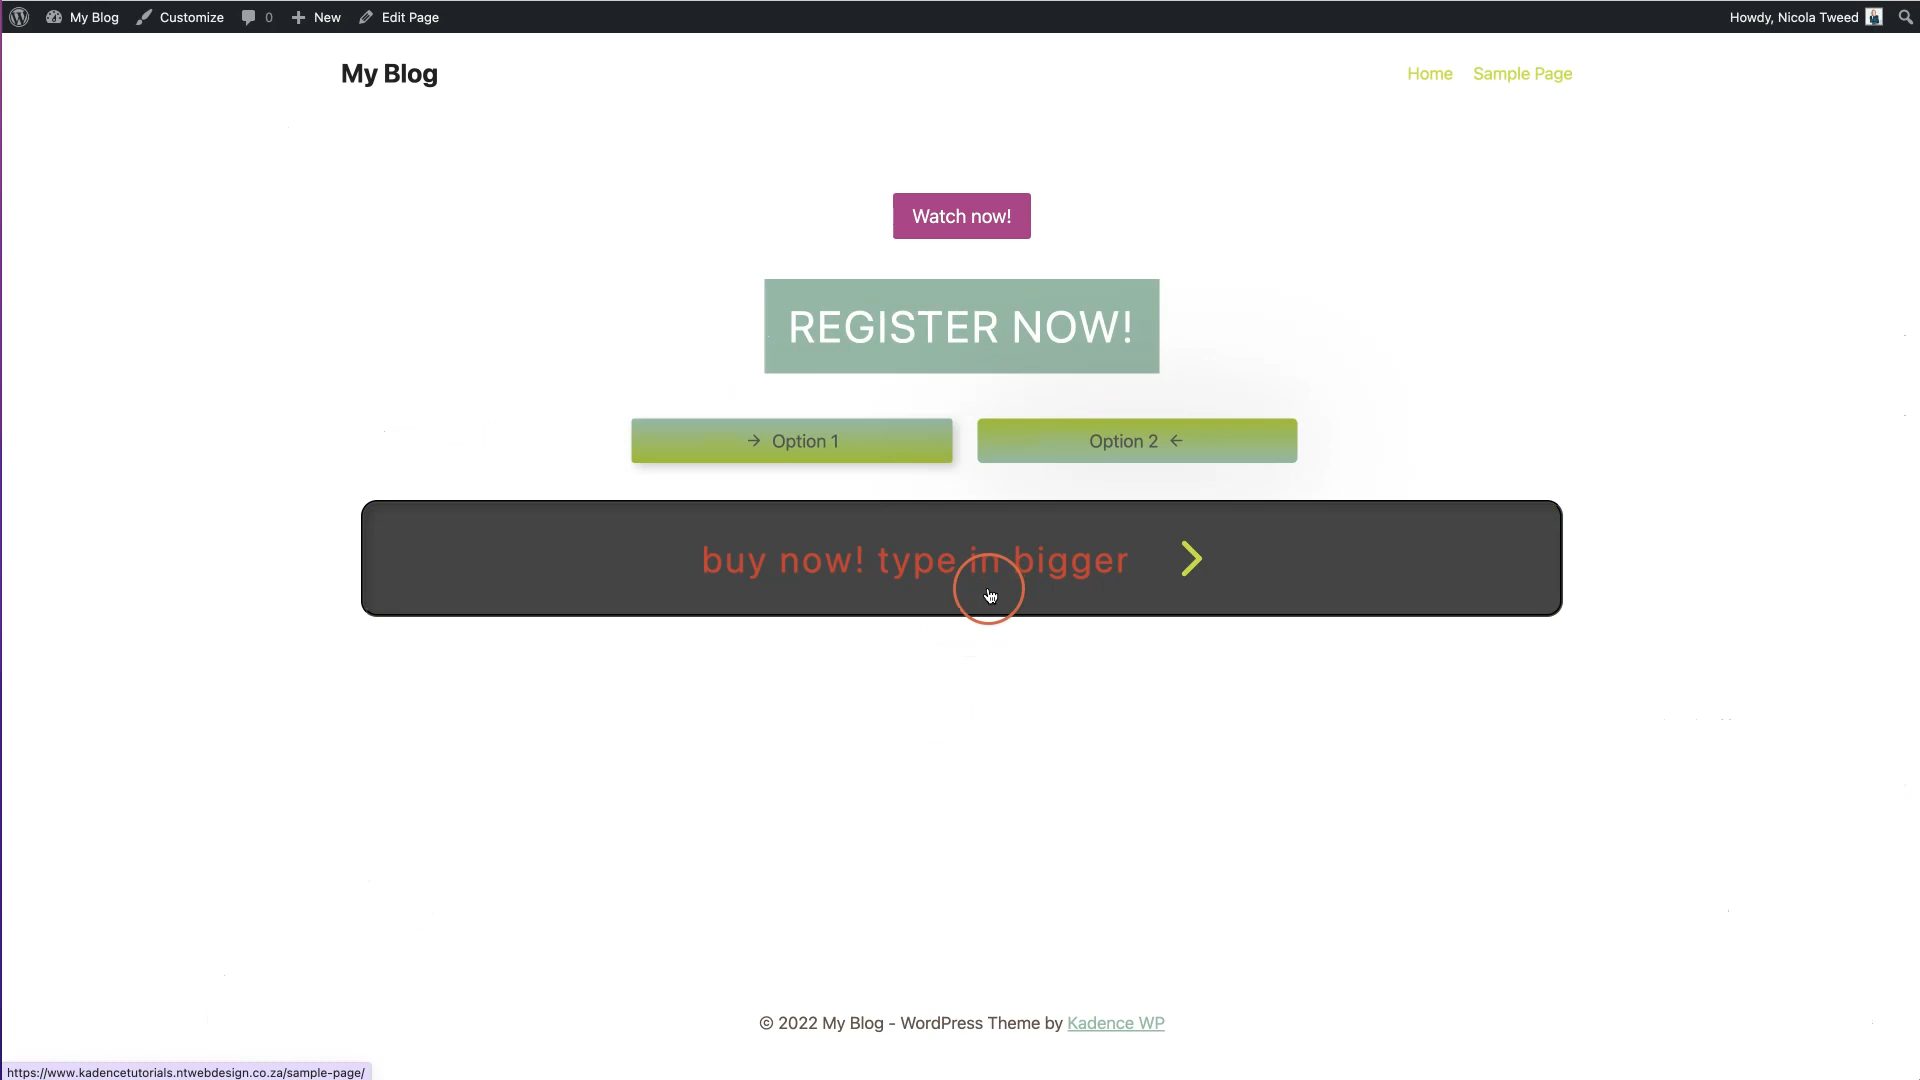 My Blog Customize 0 New Edit Page Howdy, Nicola Tweed
My Blog Home Sample Page
Watch now!
REGISTER NOW!
Option 1 Option 2
buy now! type in bigger
© 2022 My Blog - WordPress Theme by Kadence WP
https://www.kadencetutorials.ntwebdesign.co.za/sample-page/